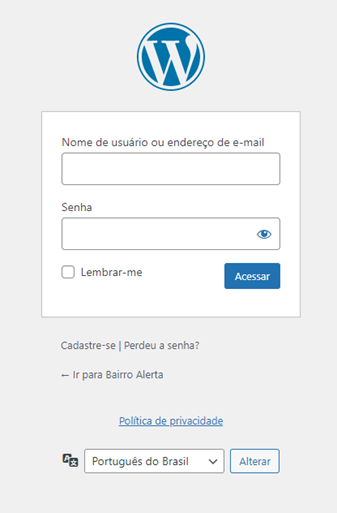 Nome de usuário ou endereço de e-mail
Senha
Lembrar-me
Acessar
Cadastre-se | Perdeu a senha?
← Ir para Bairro Alerta
Política de privacidade
Português do Brasil
Alterar